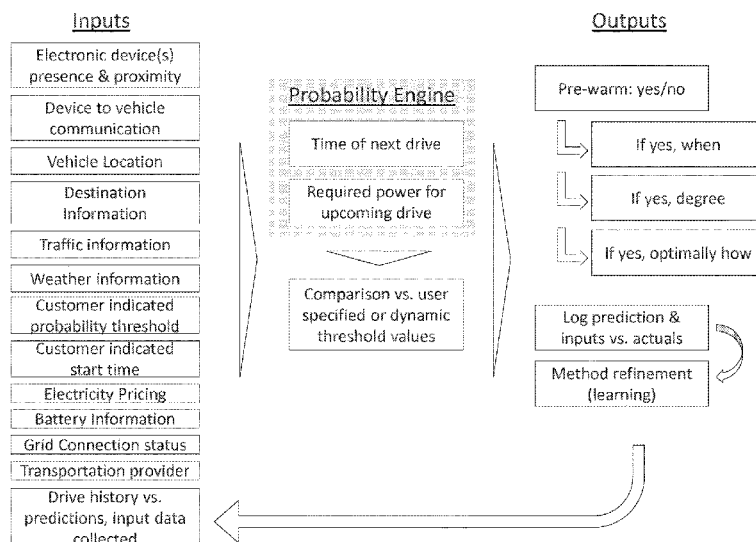 Inputs
Electronic device(s)
presence & proximity
Device to vehicle
communication
Vehicle Location
Destination
Information
Traffic information
Weather information
Customer indicated
probability threshold
Customer indicated
start time
Electricity Pricing
Battery Information
Grid Connection status
Transportation provider
Drive history vs.
predictions, input data
collected
Probability Engine
Time of next drive
Required power for
upcoming drive
Comparison vs. user
specified or dynamic
threshold values
Outputs
Pre-warm: yes/no
If yes, when
If yes, degree
If yes, optimally how
Log prediction &
inputs vs. actuals
Method refinement
(learning)